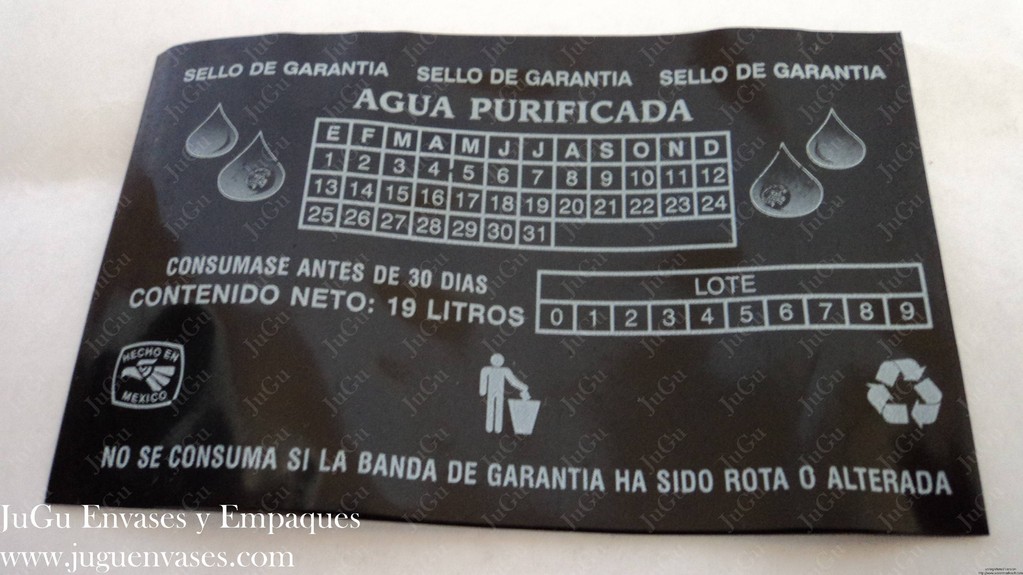 SELLO DE GARANTIA SELLO DE GARANTIA SELLO DE GARANTIA
AGUA PURIFICADA
E F M A M J J A S O N D
1 2 3 4 5 6 7 8 9 10 11 12
13 14 15 16 17 18 19 20 21 22 23 24
25 26 27 28 29 30 31
CONSUMASE ANTES DE 30 DIAS
CONTENIDO NETO: 19 LITROS
LOTE
0 1 2 3 4 5 6 7 8 9
HECHO EN
MEXICO
NO SE CONSUMA SI LA BANDA DE GARANTIA HA SIDO ROTA O ALTERADA
JuGu Envases y Empaques
www.juguenvases.com
JuGu